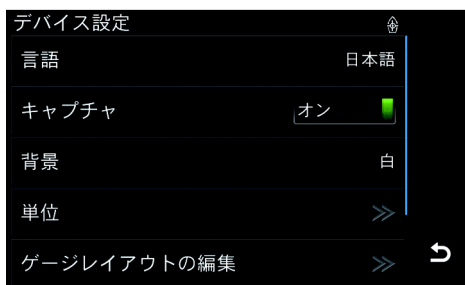 デバイス設定
言語
日本語
キャプチャ
オン
背景
白
単位
ゲージレイアウトの編集